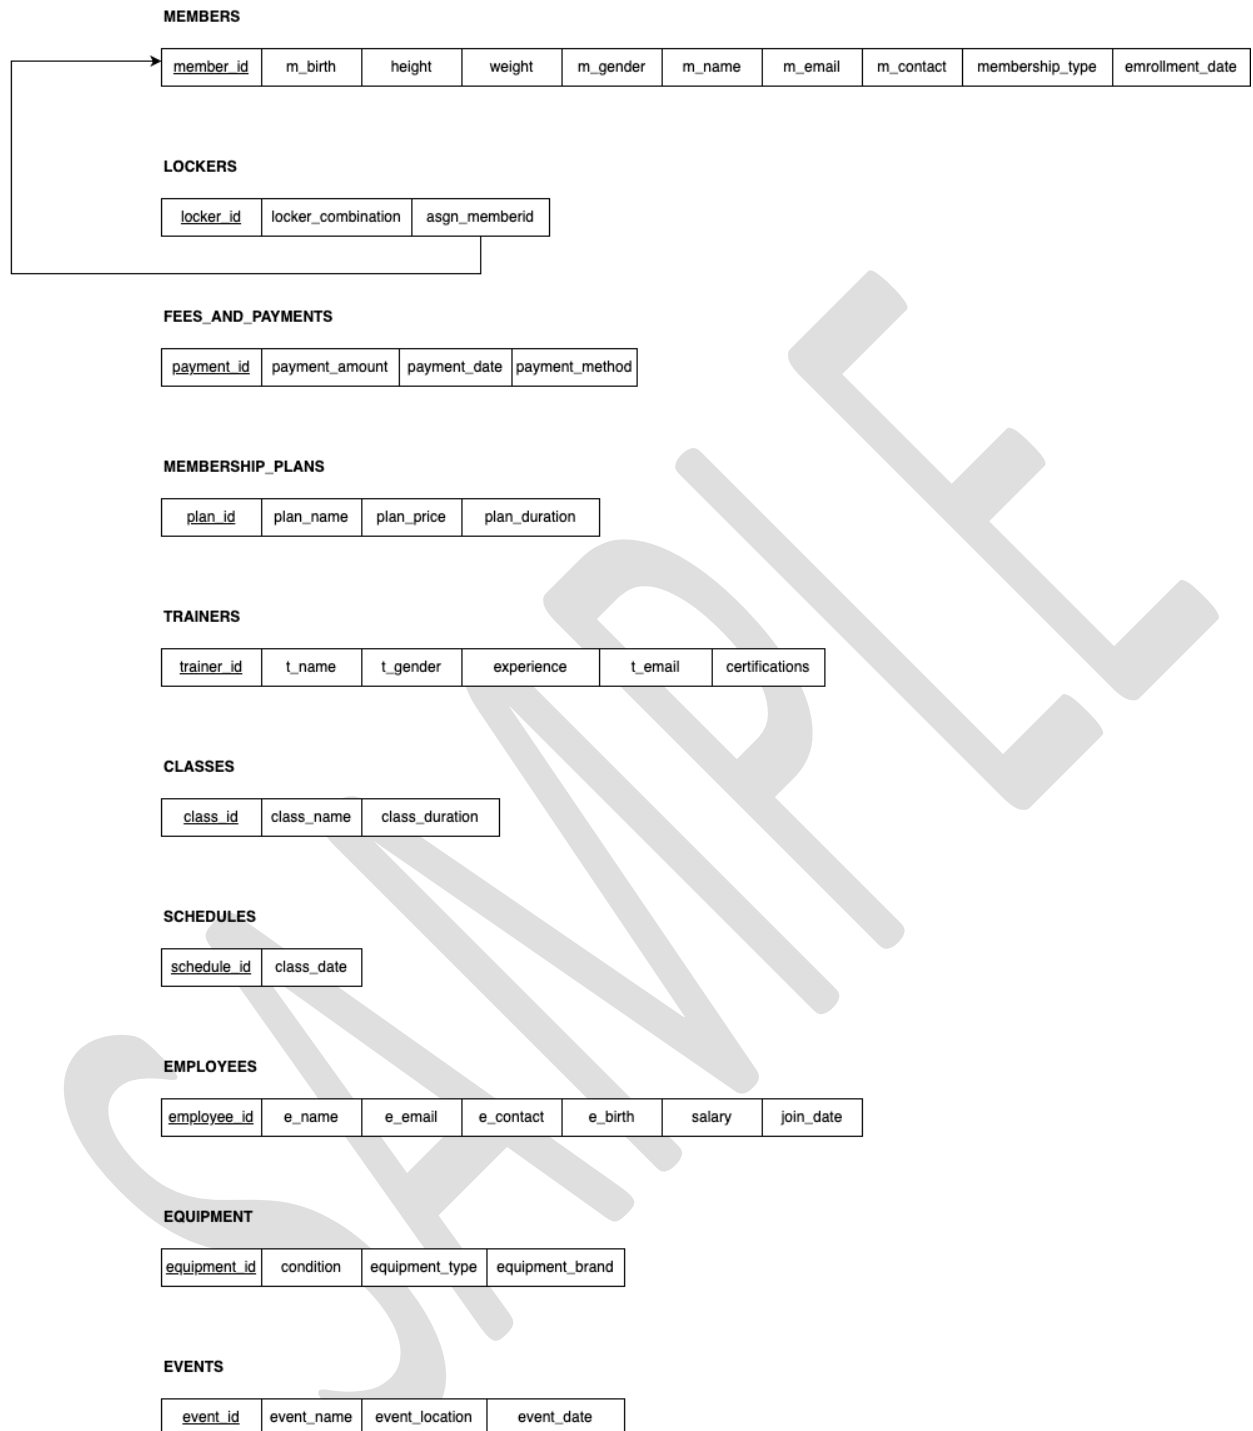 MEMBERS
member_id m_birth height weight m_gender m_name m_email m_contact membership_type emrollment_date
LOCKERS
locker_id locker_combination asgn_memberid
FEES_AND_PAYMENTS
payment_id payment_amount payment_date payment_method
MEMBERSHIP_PLANS
plan_id plan_name plan_price plan_duration
TRAINERS
trainer_id t_name t_gender experience t_email certifications
CLASSES
class_id class_name class_duration
SCHEDULES
schedule_id class_date
EMPLOYEES
employee_id e_name e_email e_contact e_birth salary join_date
EQUIPMENT
equipment_id condition equipment_type equipment_brand
EVENTS
event_id event_name event_location event_date
SAMPLE